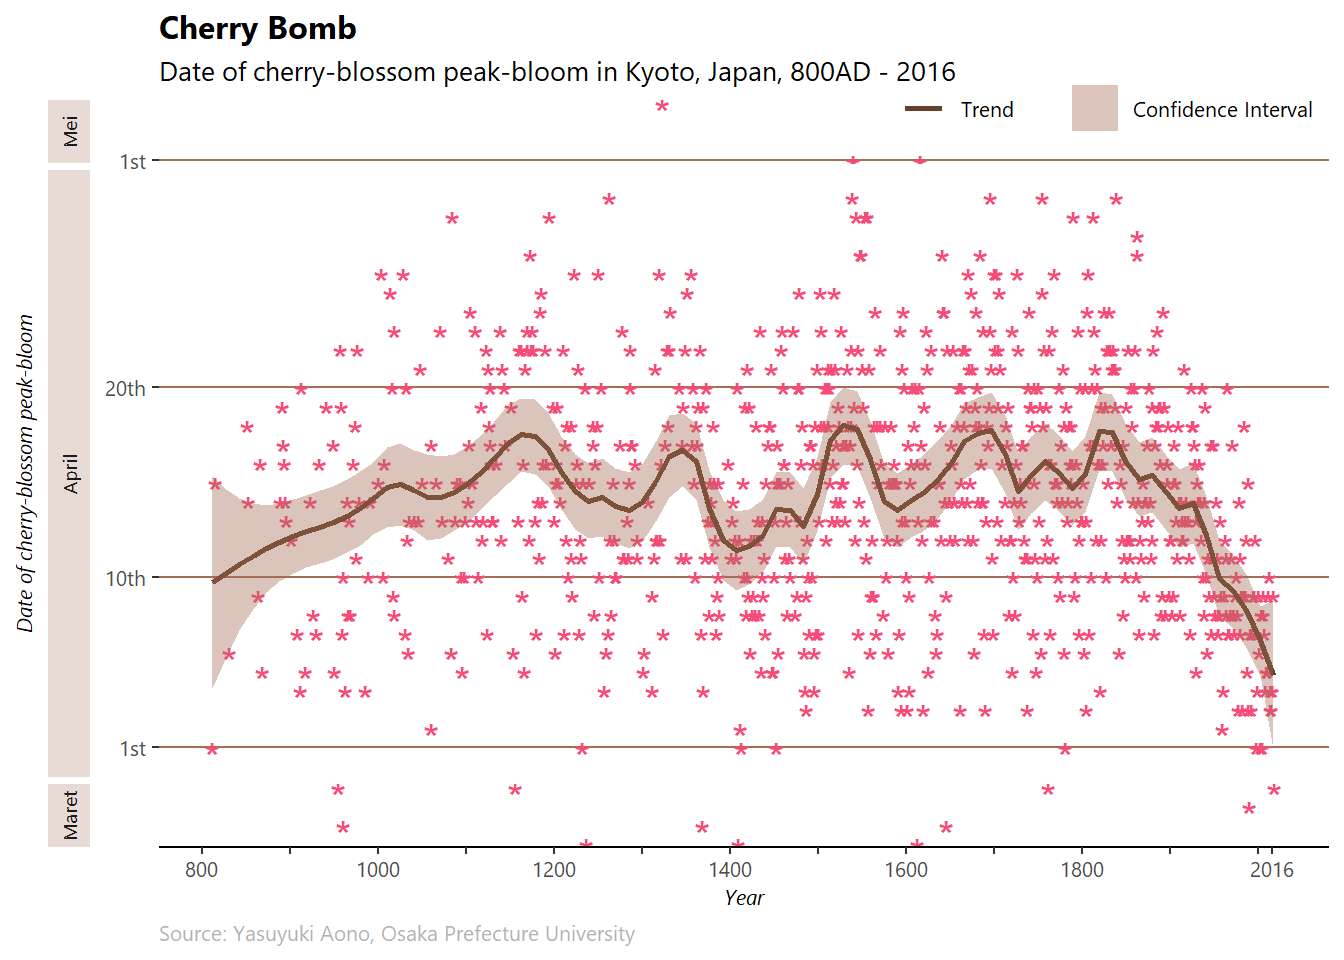 Cherry Bomb
Date of cherry-blossom peak-bloom in Kyoto, Japan, 800AD - 2016
Trend
Confidence Interval
Mei
1st
20th
April
Date of cherry-blossom peak-bloom
10th
1st
Maret
800 1000 1200 1400 1600 1800 2016
Year
Source: Yasuyuki Aono, Osaka Prefecture University